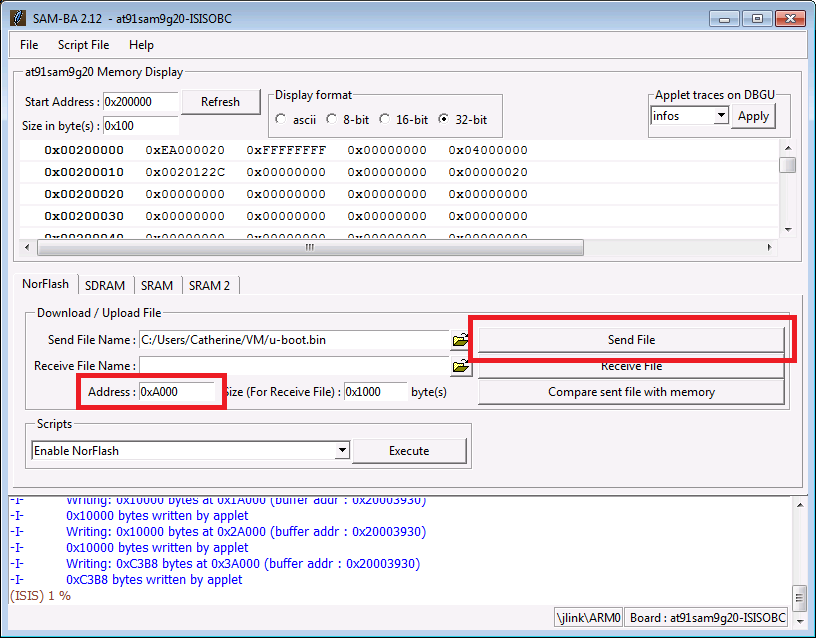 SAM-BA 2.12 - at91sam9g20-ISISOBC
File Script File Help
at91sam9g20 Memory Display
Start Address : 0x200000 Refresh
Size in byte(s) : 0x100
Display format
ascii 8-bit 16-bit 32-bit
Applet traces on DBGU
infos Apply
0x00200000 0xEA000020 0xFFFFFFFF 0x00000000 0x04000000
0x00200010 0x0020122C 0x00000000 0x00000000 0x00000020
0x00200020 0x00000000 0x00000000 0x00000000 0x00000000
0x00200030 0x00000000 0x00000000 0x00000000 0x00000000
0x00200040 0x00000000 0x00000000 0x00000000 0x00000000
NorFlash SDRAM SRAM SRAM 2
Download / Upload File
Send File Name : C:/Users/Catherine/VM/u-boot.bin Send File
Receive File Name : Receive File
Address : 0xA000 Size (For Receive File) : 0x1000 byte(s) Compare sent file with memory
Scripts
Enable NorFlash Execute
-I- Writing: 0x10000 bytes at 0x1A000 (buffer addr : 0x20003930)
-I- 0x10000 bytes written by applet
-I- Writing: 0x10000 bytes at 0x2A000 (buffer addr : 0x20003930)
-I- 0x10000 bytes written by applet
-I- Writing: 0xC3B8 bytes at 0x3A000 (buffer addr : 0x20003930)
-I- 0xC3B8 bytes written by applet
(ISIS) 1 %
\jlink\ARM0 Board : at91sam9g20-ISISOBC